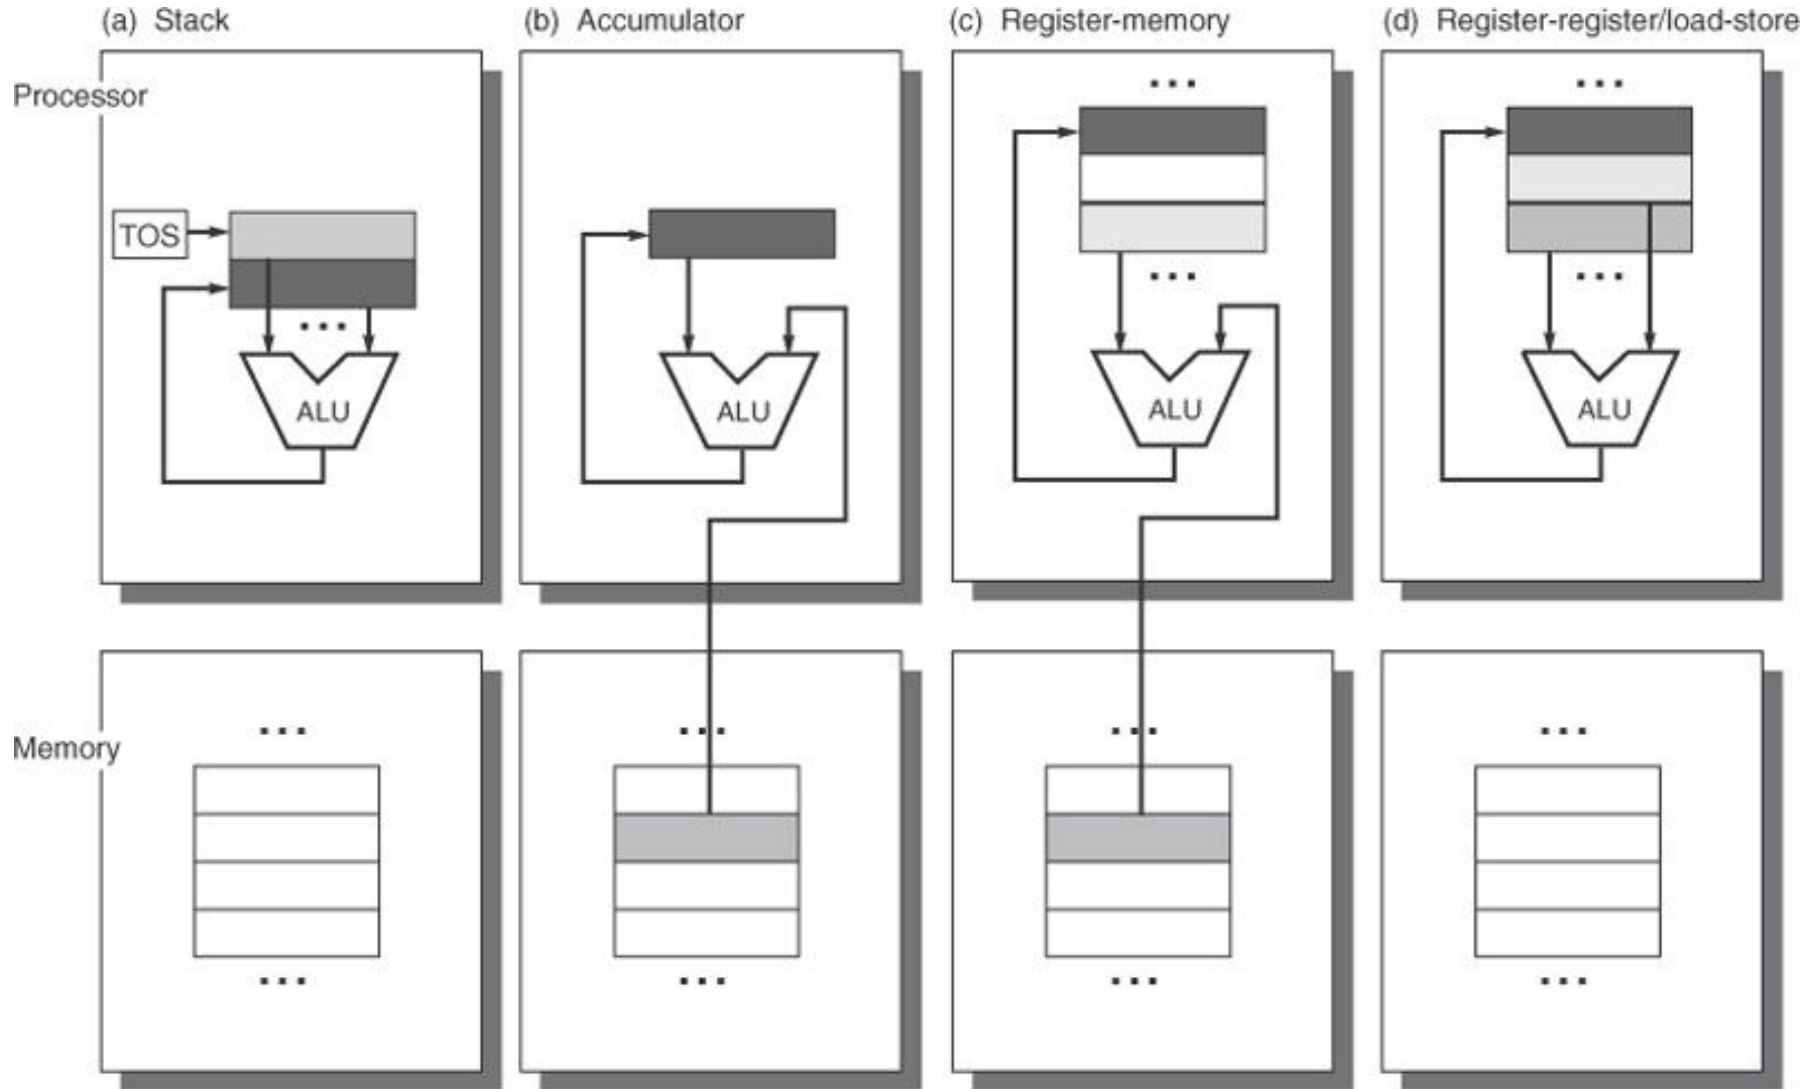 (a) Stack
(b) Accumulator
(c) Register-memory
(d) Register-register/load-store
Processor
...
...
TOS
...
...
...
ALU
ALU
ALU
ALU
Memory
...
...
...
...
...
...
...
...